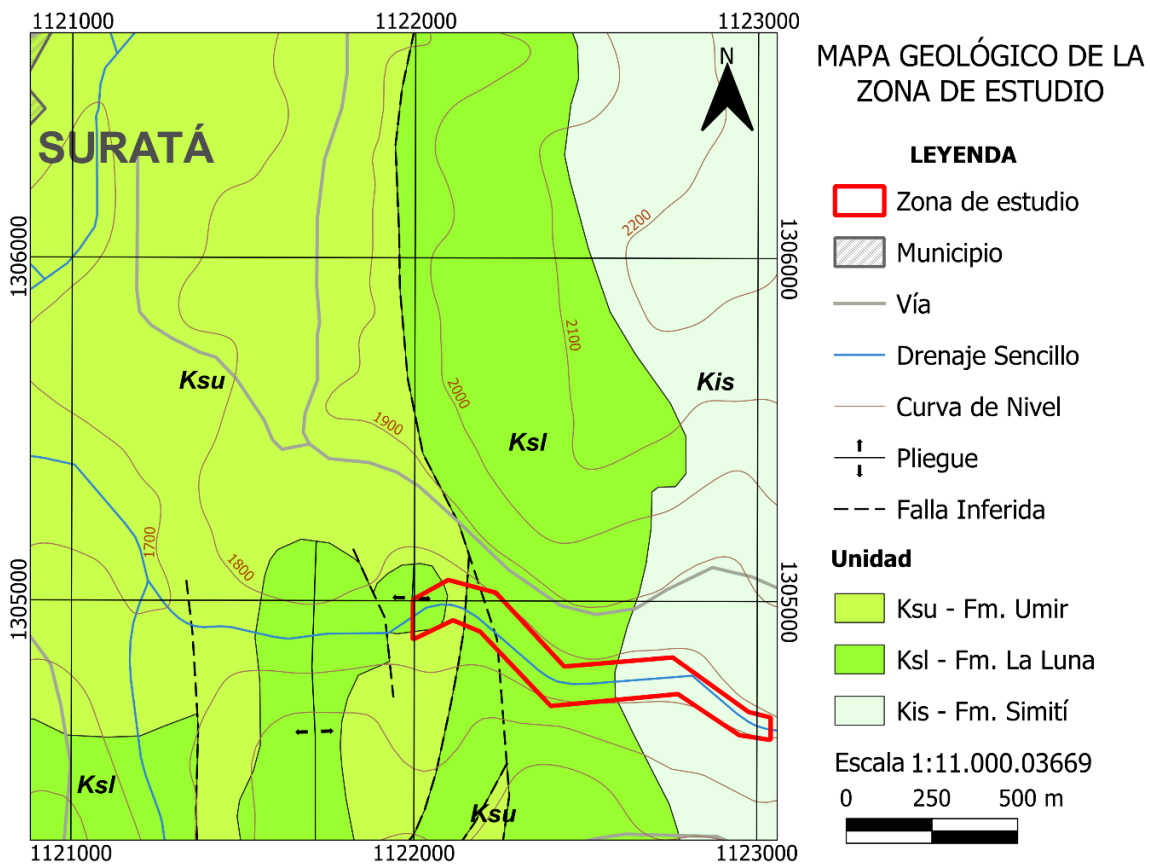 1121000
1122000
1123000
MAPA GEOLÓGICO DE LA
ZONA DE ESTUDIO
N
SURATÁ
LEYENDA
Zona de estudio
Municipio
Vía
Drenaje Sencillo
Curva de Nivel
Pliegue
Falla Inferida
Unidad
Ksu - Fm. Umir
Ksl - Fm. La Luna
Kis - Fm. Simití
Escala 1:11.000.03669
0 250 500 m
1306000
1306000
2200
2100
2000
1900
Ksu
Kis
Ksl
1700
1800
1305000
1305000
Ksl
Ksu
1121000
1122000
1123000